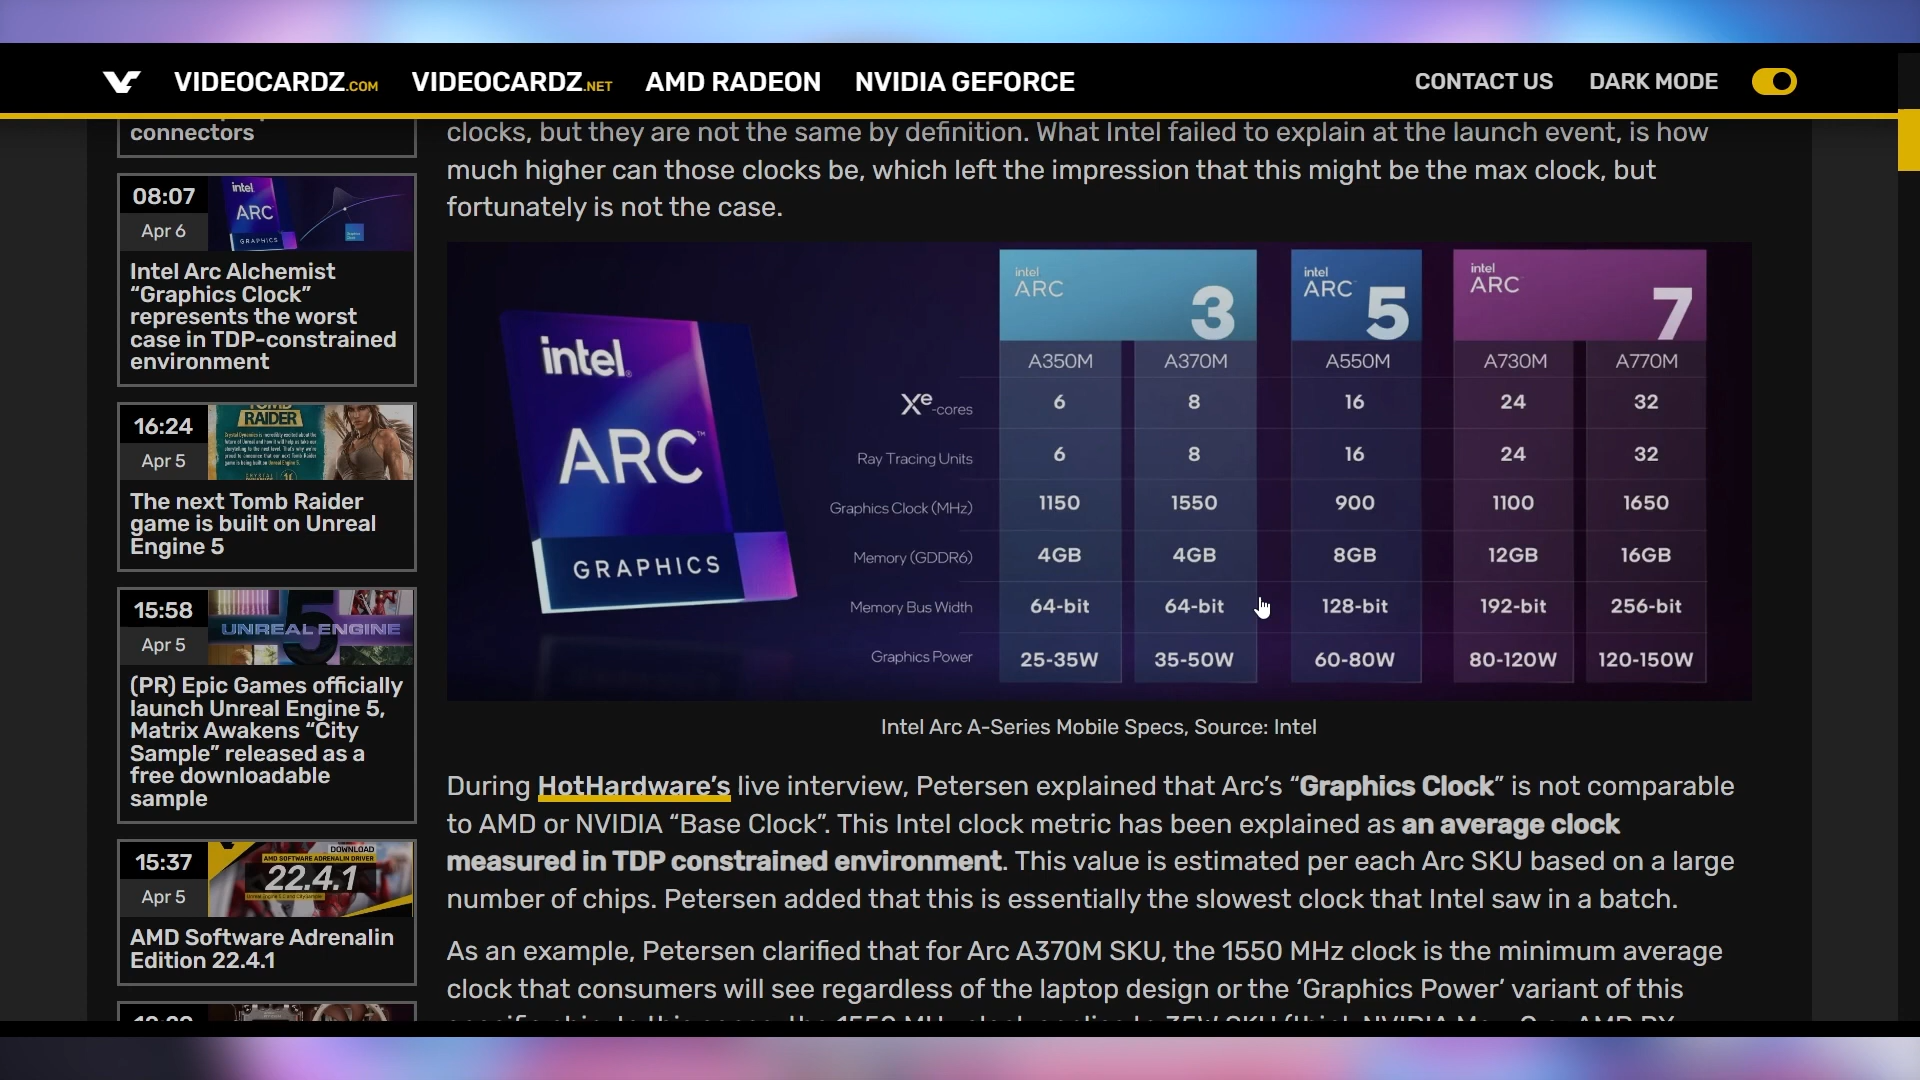 VIDEOCARDZ.COM VIDEOCARDZ.NET AMD RADEON NVIDIA GEFORCE CONTACT US DARK MODE
connectors
08:07
Apr 6
intel
ARC
GRAPHICS
Intel Arc Alchemist
“Graphics Clock”
represents the worst
case in TDP-constrained
environment
16:24
Apr 5
TOMB
RAIDER
The next Tomb Raider
game is built on Unreal
Engine 5
15:58
Apr 5
5
UNREAL ENGINE
(PR) Epic Games officially
launch Unreal Engine 5,
Matrix Awakens “City
Sample” released as a
free downloadable
sample
15:37
Apr 5
DOWNLOAD
AMD SOFTWARE ADRENALIN DRIVER
22.4.1
AMD Software Adrenalin
Edition 22.4.1
clocks, but they are not the same by definition. What Intel failed to explain at the launch event, is how
much higher can those clocks be, which left the impression that this might be the max clock, but
fortunately is not the case.
intel
ARC™
GRAPHICS
intel ARC 3 intel ARC 5 intel ARC 7
A350M A370M A550M A730M A770M
Xe-cores 6 8 16 24 32
Ray Tracing Units 6 8 16 24 32
Graphics Clock (MHz) 1150 1550 900 1100 1650
Memory (GDDR6) 4GB 4GB 8GB 12GB 16GB
Memory Bus Width 64-bit 64-bit 128-bit 192-bit 256-bit
Graphics Power 25-35W 35-50W 60-80W 80-120W 120-150W
Intel Arc A-Series Mobile Specs, Source: Intel
During HotHardware’s live interview, Petersen explained that Arc’s “Graphics Clock” is not comparable
to AMD or NVIDIA “Base Clock”. This Intel clock metric has been explained as an average clock
measured in TDP constrained environment. This value is estimated per each Arc SKU based on a large
number of chips. Petersen added that this is essentially the slowest clock that Intel saw in a batch.
As an example, Petersen clarified that for Arc A370M SKU, the 1550 MHz clock is the minimum average
clock that consumers will see regardless of the laptop design or the ‘Graphics Power’ variant of this